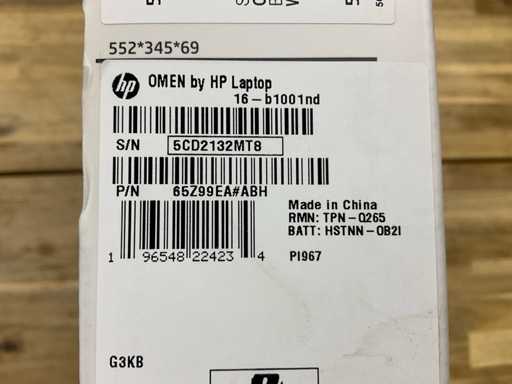 552*345*69
hp OMEN by HP Laptop
16-b1001nd
S/N 5CD2132MT8
P/N 65Z99EA#ABH
Made in China
RMN: TPN-Q265
BATT: HSTNN-OB2I
1 96548 22423 4
PI967
G3KB